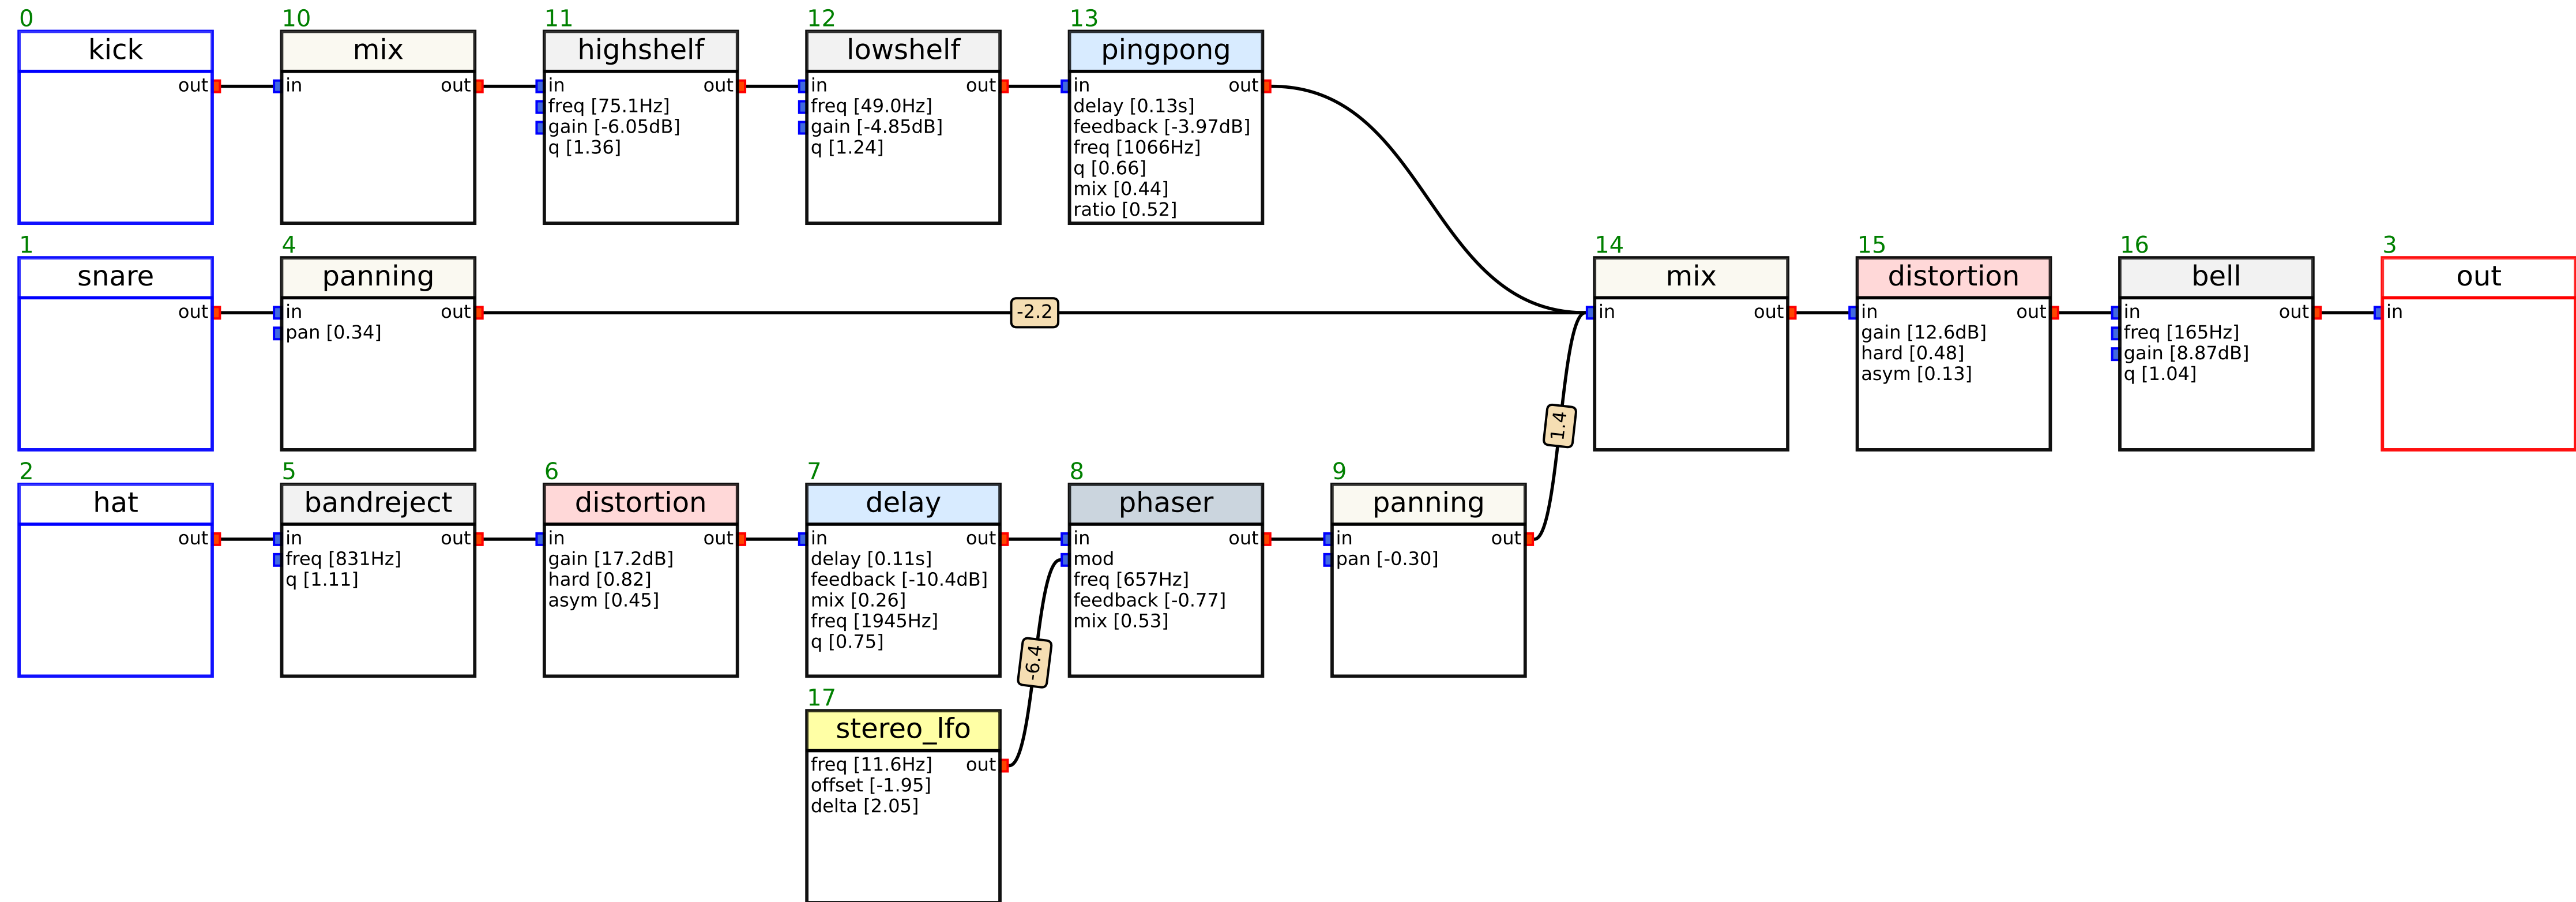 0
kick
out
10
mix
in
out
11
highshelf
in
out
freq [75.1Hz]
gain [-6.05dB]
q [1.36]
12
lowshelf
in
out
freq [49.0Hz]
gain [-4.85dB]
q [1.24]
13
pingpong
in
out
delay [0.13s]
feedback [-3.97dB]
freq [1066Hz]
q [0.66]
mix [0.44]
ratio [0.52]
1
snare
out
4
panning
in
out
pan [0.34]
-2.2
14
mix
in
out
15
distortion
in
out
gain [12.6dB]
hard [0.48]
asym [0.13]
16
bell
in
out
freq [165Hz]
gain [8.87dB]
q [1.04]
3
out
in
2
hat
out
5
bandreject
in
out
freq [831Hz]
q [1.11]
6
distortion
in
out
gain [17.2dB]
hard [0.82]
asym [0.45]
7
delay
in
out
delay [0.11s]
feedback [-10.4dB]
mix [0.26]
freq [1945Hz]
q [0.75]
8
phaser
in
out
mod
freq [657Hz]
feedback [-0.77]
mix [0.53]
9
panning
in
out
pan [-0.30]
1.4
-6.4
17
stereo_lfo
freq [11.6Hz]
out
offset [-1.95]
delta [2.05]